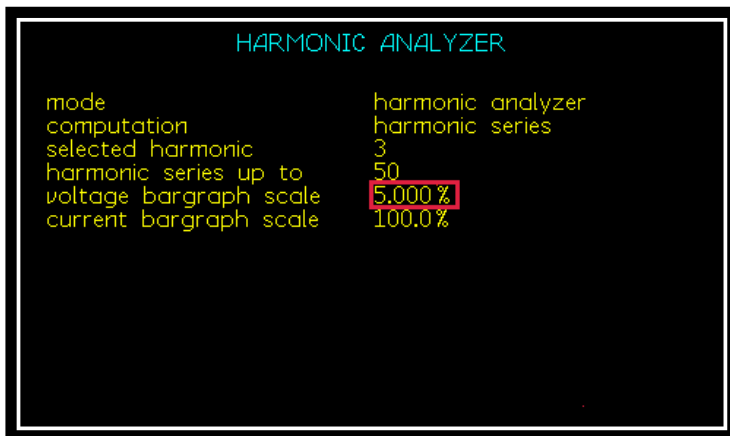 HARMONIC ANALYZER
mode harmonic analyzer
computation harmonic series
selected harmonic 3
harmonic series up to 50
voltage bargraph scale 5.000%
current bargraph scale 100.0%